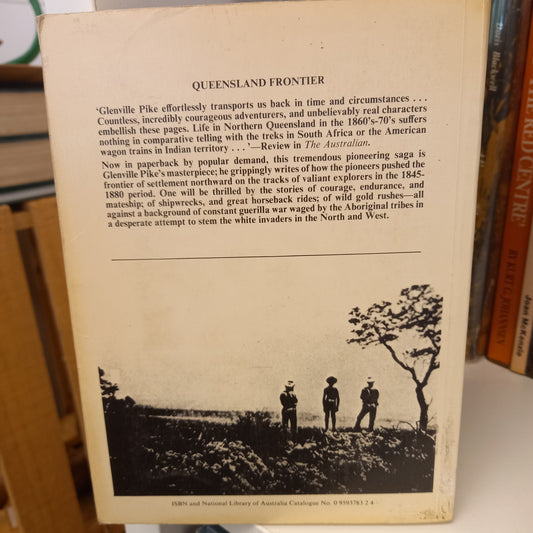 QUEENSLAND FRONTIER
'Glenville Pike effortlessly transports us back in time and circumstances . . .
Countless, incredibly courageous adventurers, and unbelievably real characters
embellish these pages. Life in Northern Queensland in the 1860's-70's suffers
nothing in comparative telling with the treks in South Africa or the American
wagon trains in Indian territory . . . '—Review in The Australian.
Now in paperback by popular demand, this tremendous pioneering saga is
Glenville Pike's masterpiece; he grippingly writes of how the pioneers pushed the
frontier of settlement northward on the tracks of valiant explorers in the 1845-
1880 period. One will be thrilled by the stories of courage, endurance, and
mateship; of shipwrecks, and great horseback rides; of wild gold rushes—all
against a background of constant guerilla war waged by the Aboriginal tribes in
a desperate attempt to stem the white invaders in the North and West.
ISBN and National Library of Australia Catalogue No. 0 9595763 2 4
Glenville
Blackwell
THE RED CENTRE
BY KURT G. JOHANNSEN
Joan McKenzie